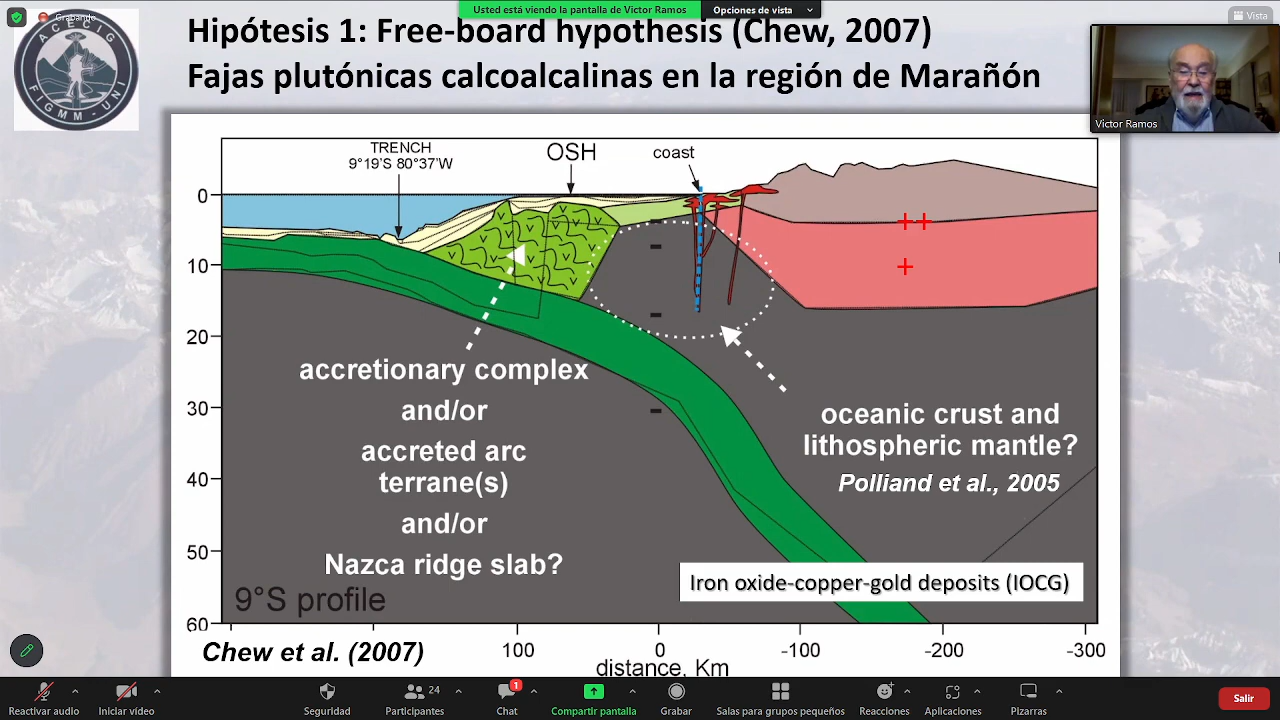 Usted está viendo la pantalla de Victor Ramos
Opciones de vista
Grabando
Vista
ACECIG
FIGMM - UNI
Hipótesis 1: Free-board hypothesis (Chew, 2007)
Fajas plutónicas calcoalcalinas en la región de Marañón
Victor Ramos
TRENCH
9°19'S 80°37'W
OSH
coast
0
10
20
30
40
50
60
accretionary complex
and/or
accreted arc
terrane(s)
and/or
Nazca ridge slab?
oceanic crust and
lithospheric mantle?
Polliand et al., 2005
Iron oxide-copper-gold deposits (IOCG)
9°S profile
Chew et al. (2007)
100
0
-100
-200
-300
distance, Km
Reactivar audio
Iniciar vídeo
Seguridad
24
Participantes
1
Chat
Compartir pantalla
Grabar
Salas para grupos pequeños
Reacciones
Aplicaciones
Pizarras
Salir